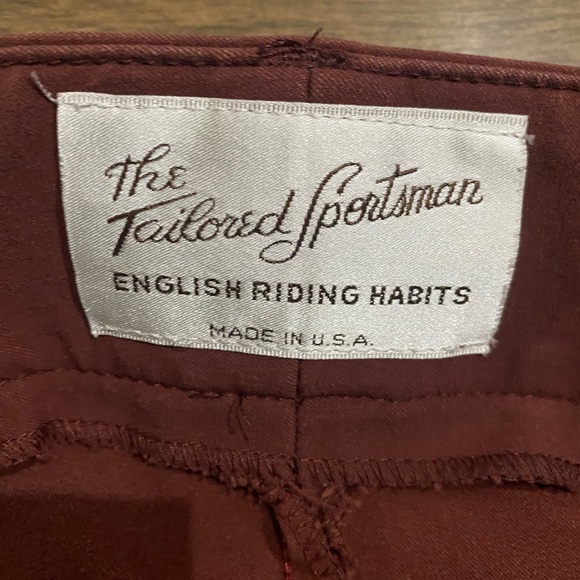 The
Tailored Sportsman
ENGLISH RIDING HABITS
MADE IN U.S.A.